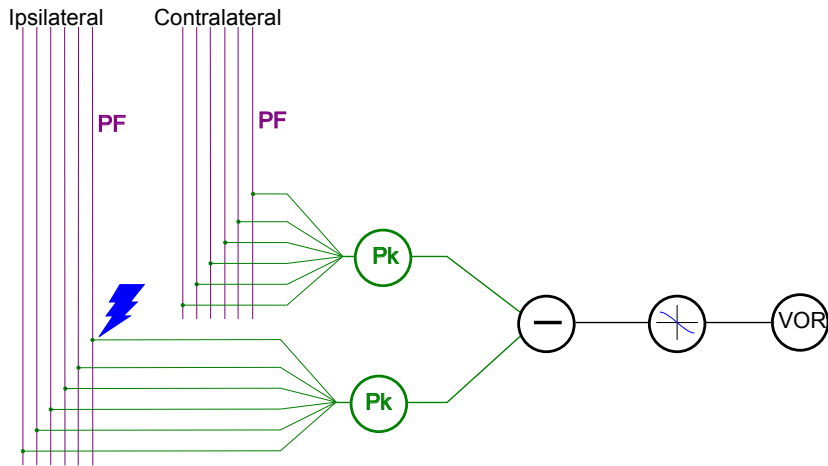 Ipsilateral
Contralateral
PF
PF
Pk
VOR
Pk